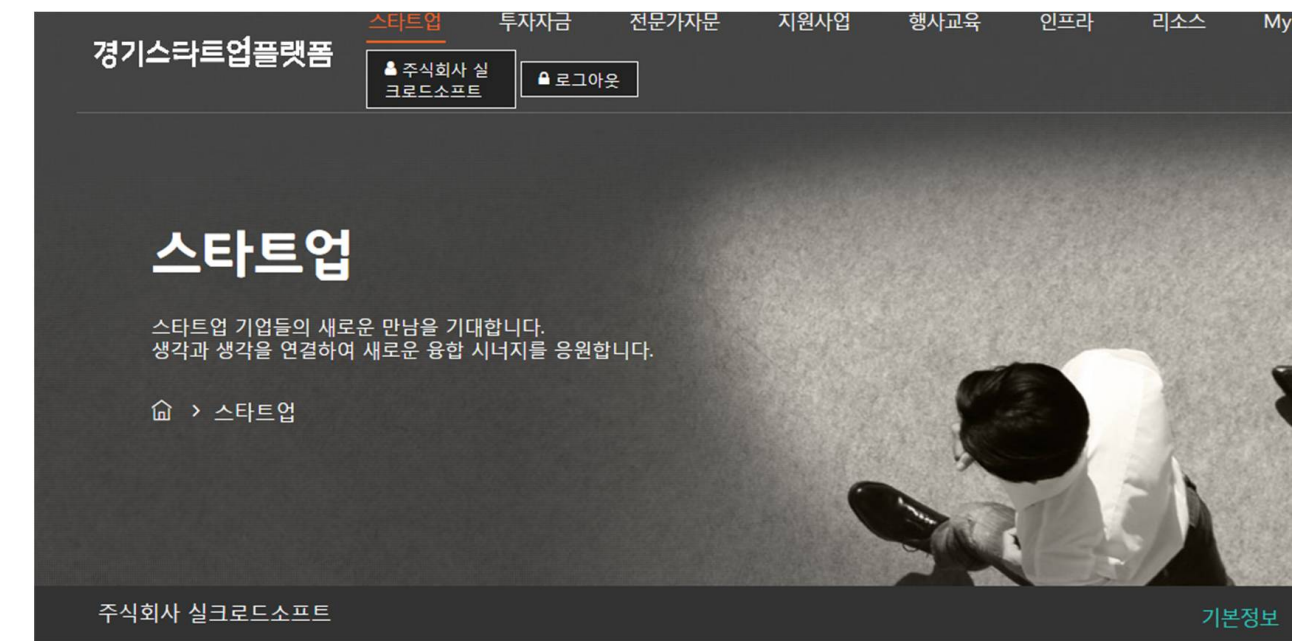 스타트업 투자자금 전문가자문 지원사업 행사교육 인프라 리소스 My
경기스타트업플랫폼
주식회사 실
크로드소프트
로그아웃
스타트업
스타트업 기업들의 새로운 만남을 기대합니다.
생각과 생각을 연결하여 새로운 융합 시너지를 응원합니다.
스타트업
주식회사 실크로드소프트 기본정보